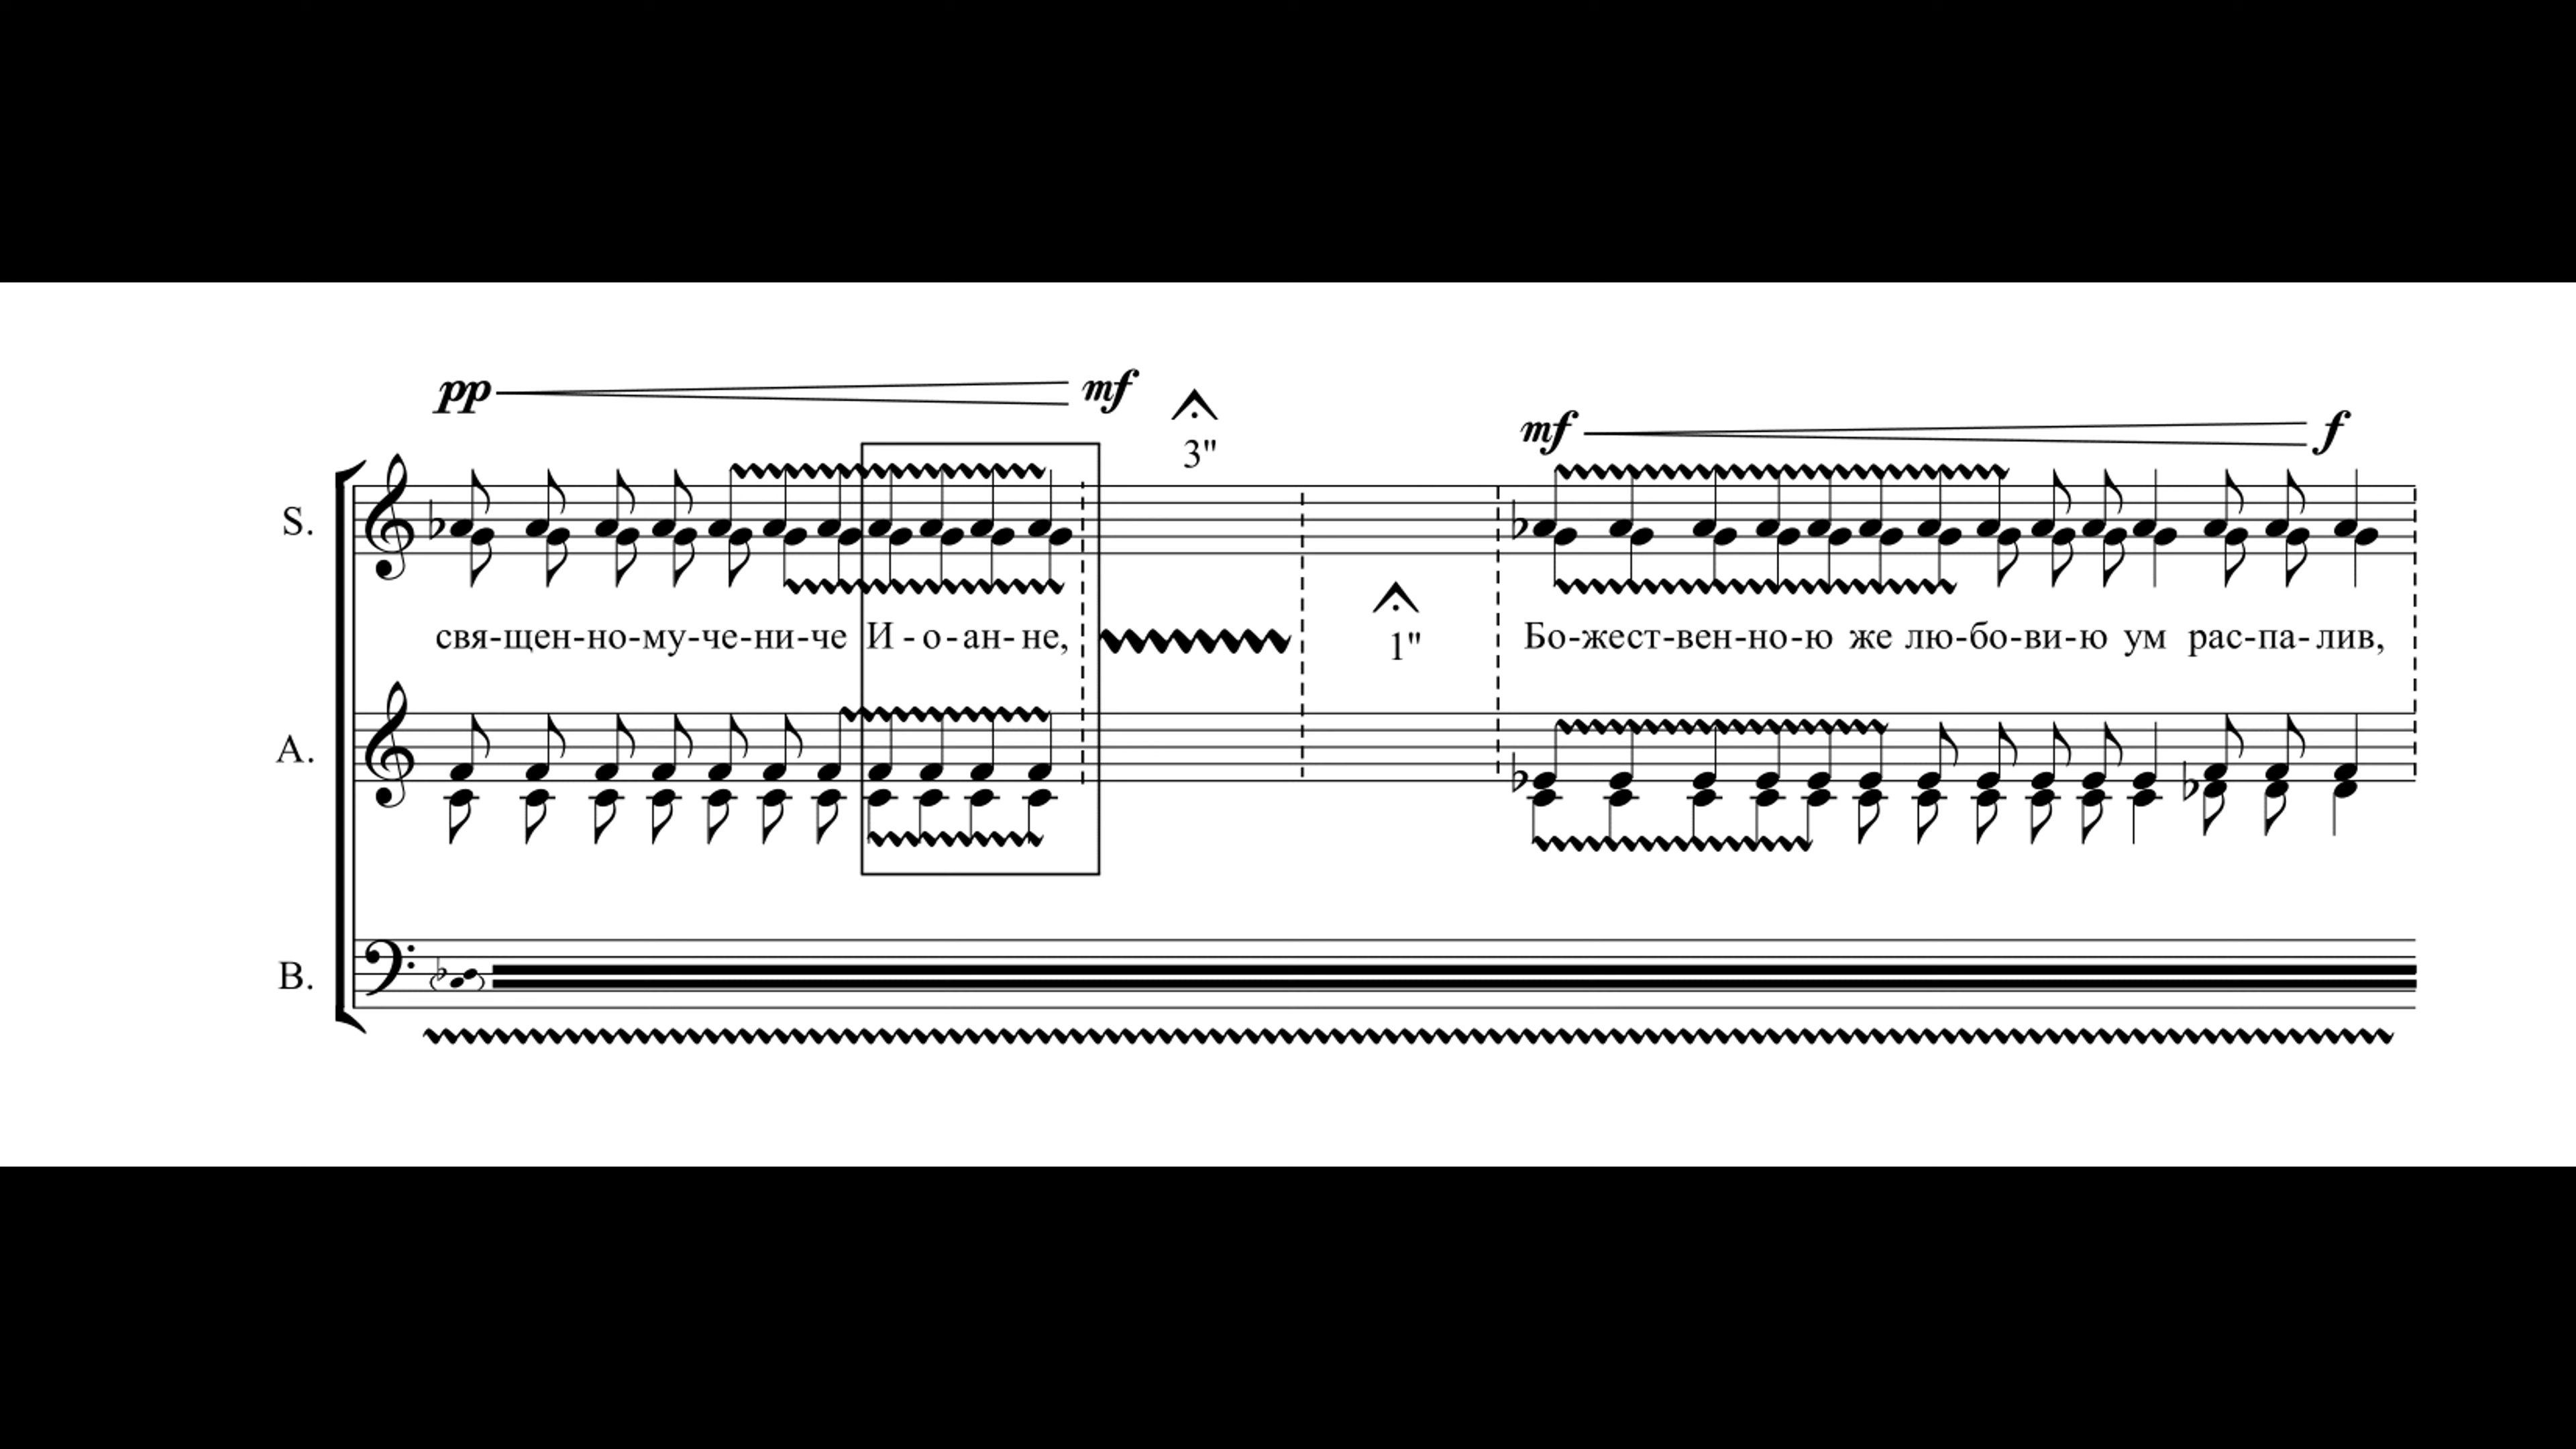 pp mf
3"
mf f
S.
свя-щен-но-му-че-ни-че И-о-ан-не,
1"
Бо-жест-вен-но-ю же лю-бо-ви-ю ум рас-па-лив,
A.
B.